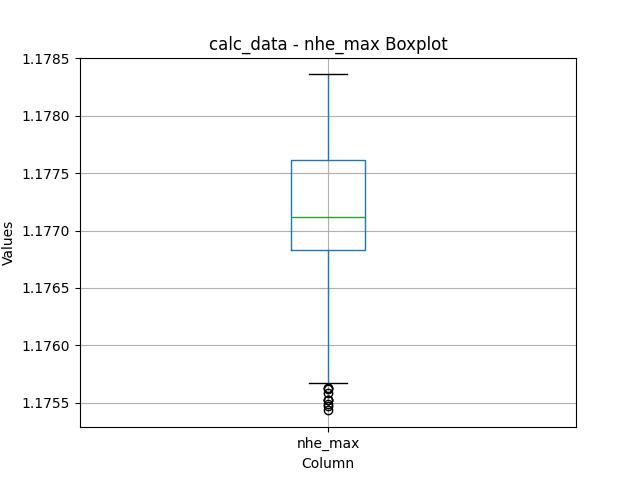 calc_data - nhe_max Boxplot
1.1785
1.1780
1.1775
1.1770
1.1765
1.1760
1.1755
Values
nhe_max
Column